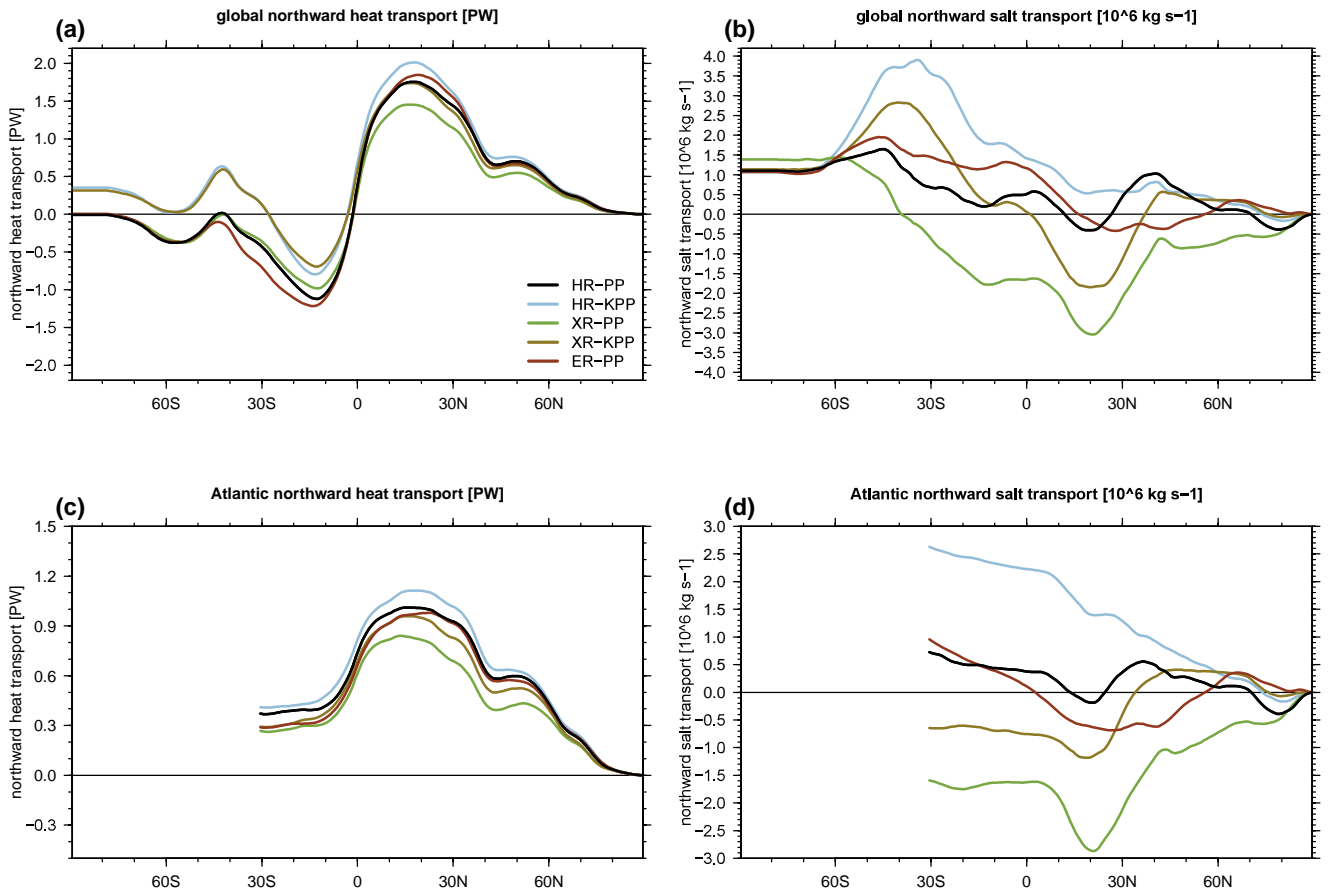 (a)
global northward heat transport [PW]
northward heat transport [PW]
2.0
1.5
1.0
0.5
0.0
−0.5
−1.0
−1.5
−2.0
60S 30S 0 30N 60N
HR−PP
HR−KPP
XR−PP
XR−KPP
ER−PP
(b)
global northward salt transport [10^6 kg s−1]
northward salt transport [10^6 kg s−1]
4.0
3.5
3.0
2.5
2.0
1.5
1.0
0.5
0.0
−0.5
−1.0
−1.5
−2.0
−2.5
−3.0
−3.5
−4.0
60S 30S 0 30N 60N
(c)
Atlantic northward heat transport [PW]
northward heat transport [PW]
1.5
1.2
0.9
0.6
0.3
0.0
−0.3
60S 30S 0 30N 60N
(d)
Atlantic northward salt transport [10^6 kg s−1]
northward salt transport [10^6 kg s−1]
3.0
2.5
2.0
1.5
1.0
0.5
0.0
−0.5
−1.0
−1.5
−2.0
−2.5
−3.0
60S 30S 0 30N 60N